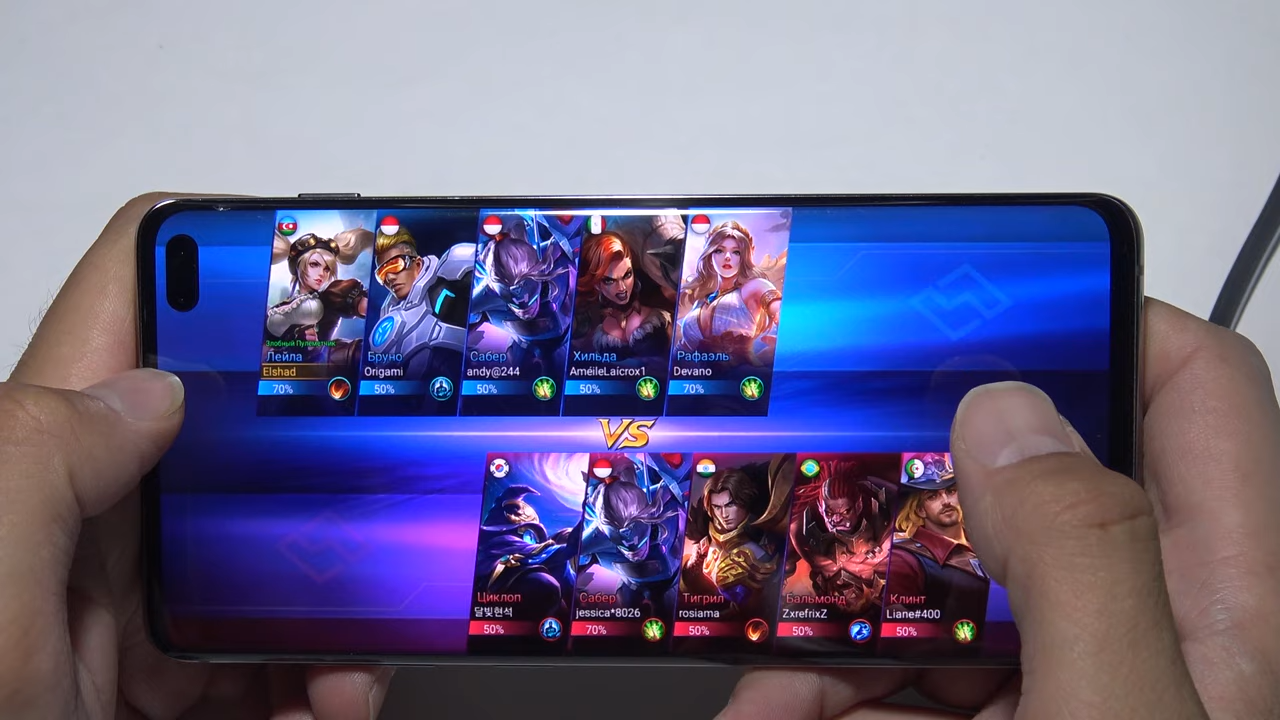 Злобный Пулеметчик
Лейла Бруно Сабер Хильда Рафаэль
Elshad Origami andy@244 AméileLaicrox1 Devano
70% 50% 50% 50% 70%
VS
Циклоп Сабер Тигрил Бальмонд Клинт
달빛현석 jessica*8026 rosiama ZxrefrixZ Liane#400
50% 70% 50% 50% 50%